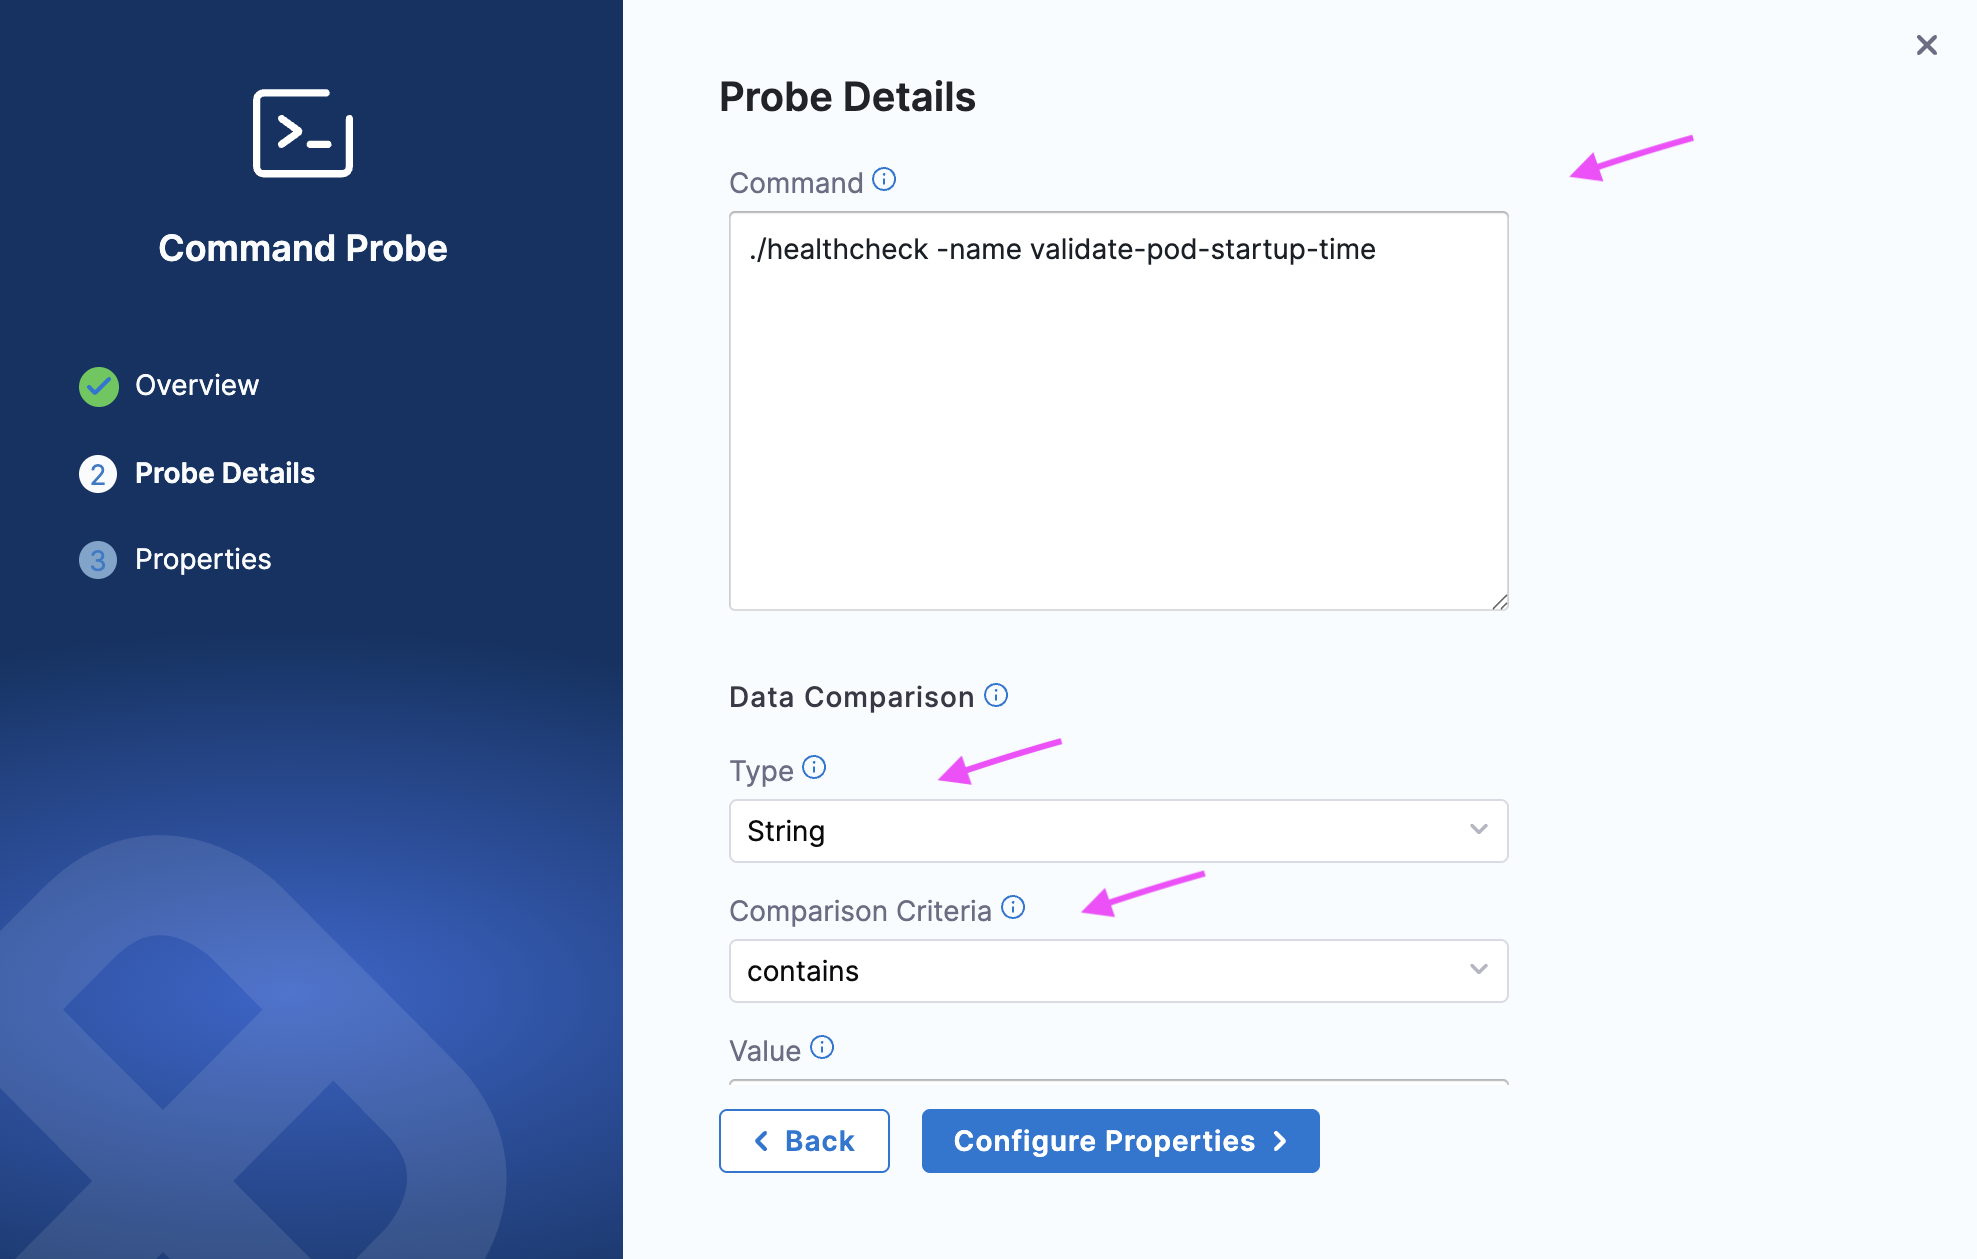 Command Probe
Overview
2 Probe Details
3 Properties
Probe Details
Command
./healthcheck -name validate-pod-startup-time
Data Comparison
Type
String
Comparison Criteria
contains
Value
Back
Configure Properties